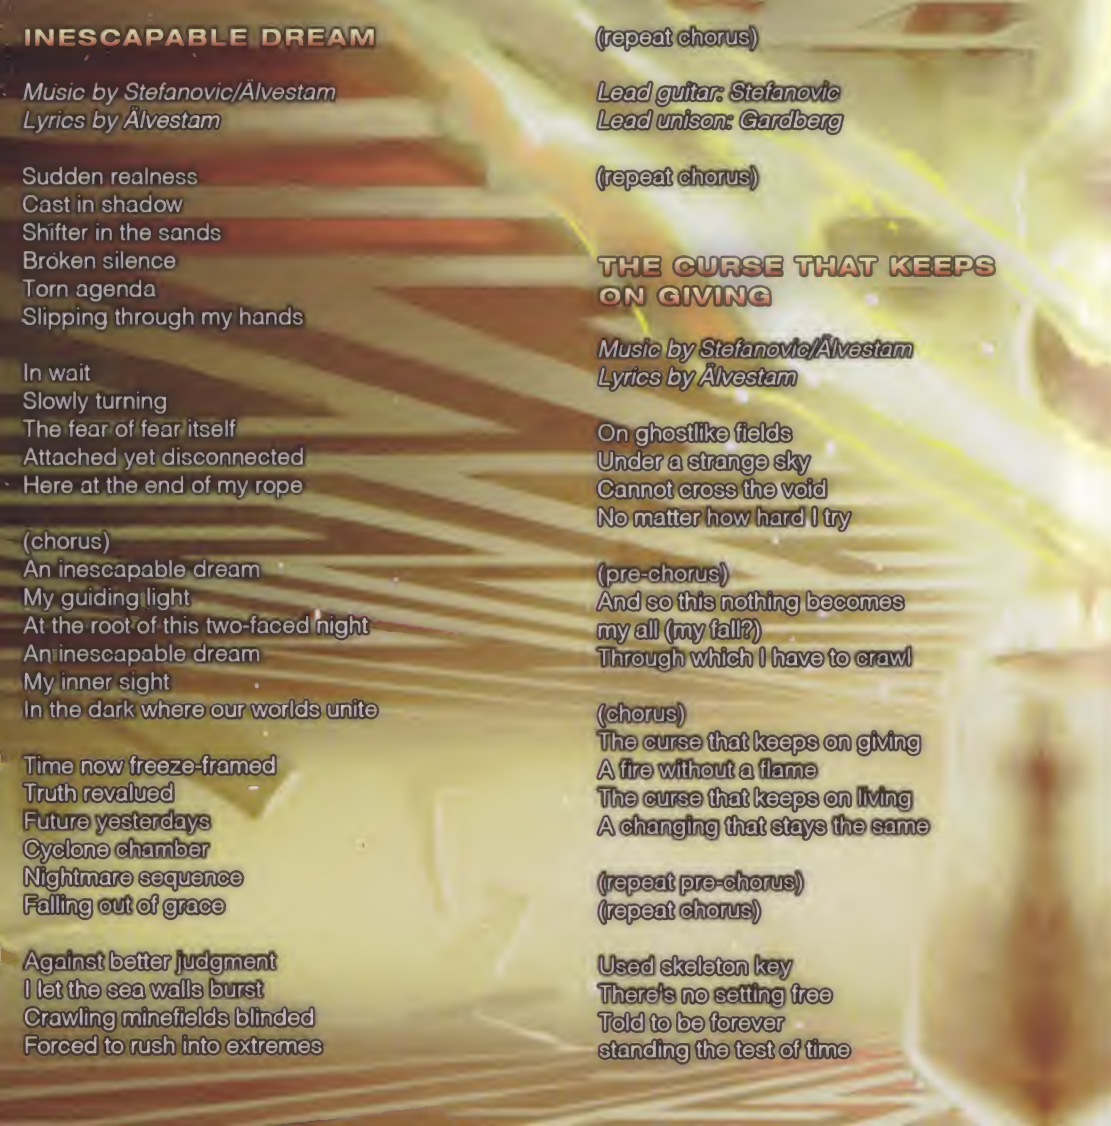 INESCAPABLE DREAM
Music by Stefanovic/Älvestam
Lyrics by Älvestam
Sudden realness
Cast in shadow
Shifter in the sands
Broken silence
Torn agenda
Slipping through my hands
In wait
Slowly turning
The fear of fear itself
Attached yet disconnected
Here at the end of my rope
(chorus)
An inescapable dream
My guiding light
At the root of this two-faced night
An inescapable dream
My inner sight
In the dark where our worlds unite
Time now freeze-framed
Truth revalued
Future yesterdays
Cyclone chamber
Nightmare sequence
Falling out of grace
Against better judgment
I let the sea walls burst
Crawling minefields blinded
Forced to rush into extremes
(repeat chorus)
Lead guitar: Stefanovic
Lead unison: Gardberg
(repeat chorus)
THE CURSE THAT KEEPS
ON GIVING
Music by Stefanovic/Älvestam
Lyrics by Älvestam
On ghostlike fields
Under a strange sky
Cannot cross the void
No matter how hard I try
(pre-chorus)
And so this nothing becomes
my all (my fall?)
Through which I have to crawl
(chorus)
The curse that keeps on giving
A fire without a flame
The curse that keeps on living
A changing that stays the same
(repeat pre-chorus)
(repeat chorus)
Used skeleton key
There's no setting free
Told to be forever
standing the test of time